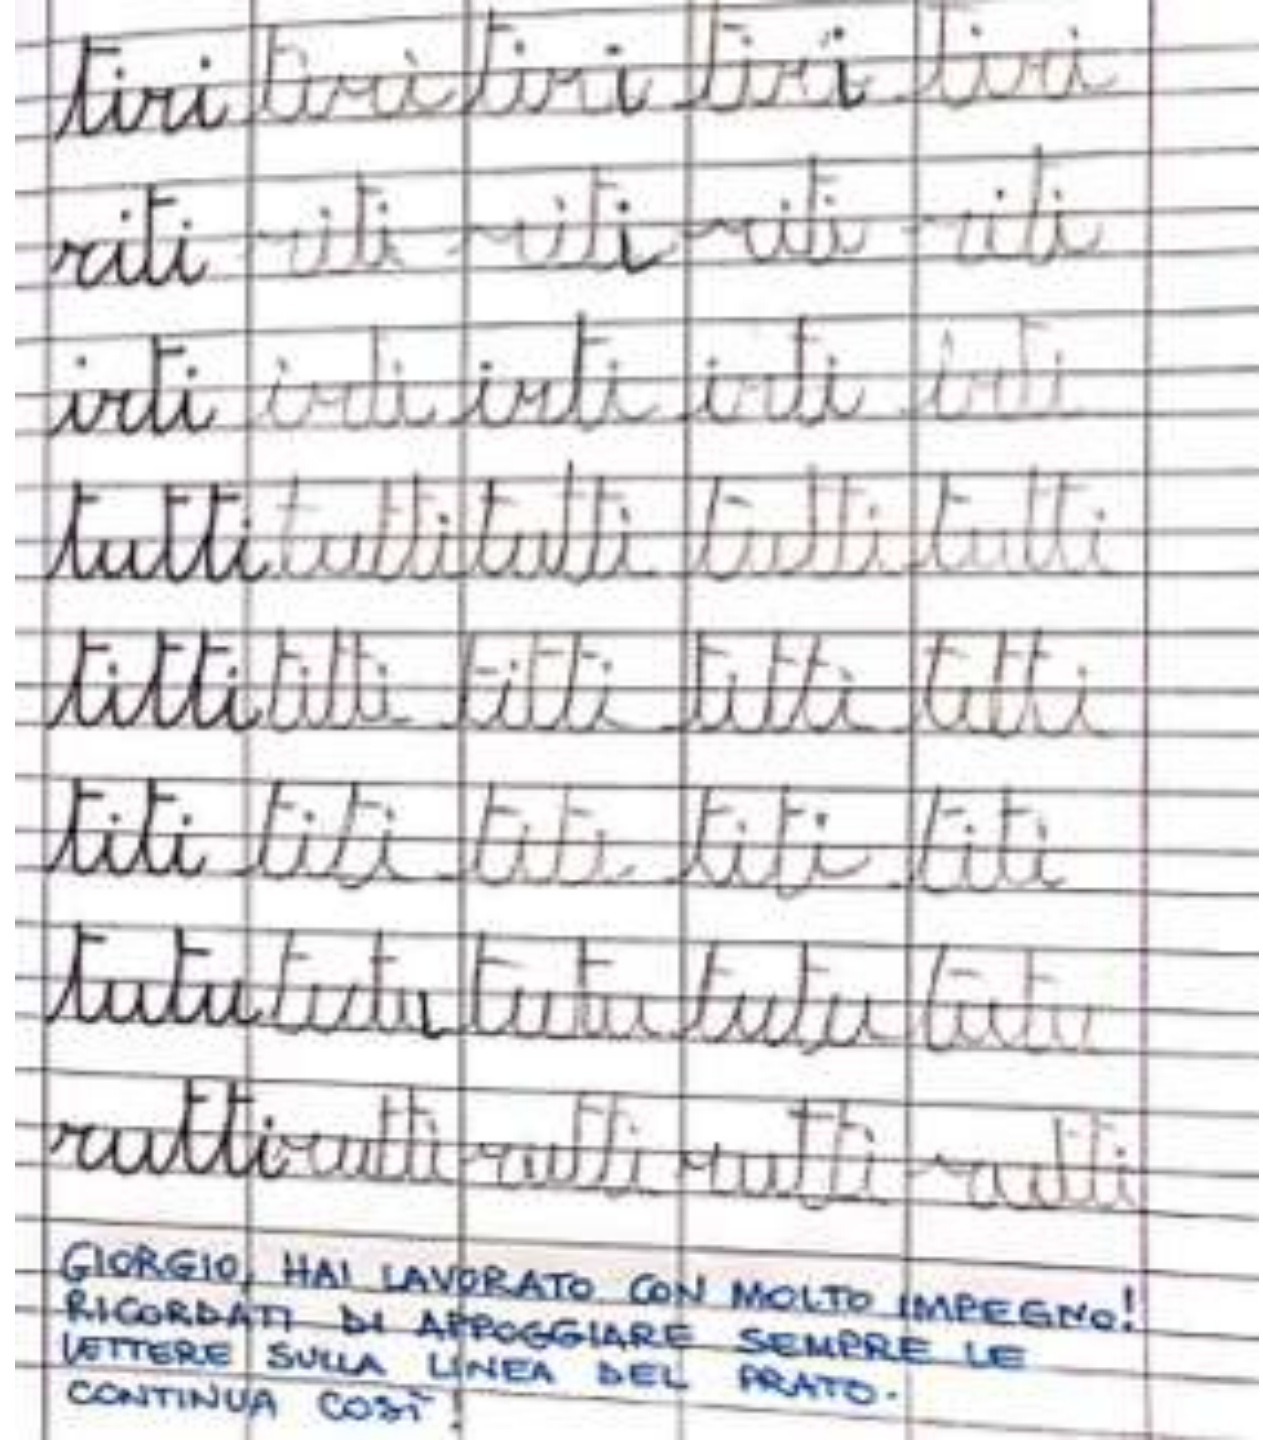 tiri tiri tiri tiri tiri
riti riti riti riti riti
irti irti irti irti irti
tutti tutti tutti tutti tutti
titti titti titti titti titti
titi titi titi titi titi
tutu tutu tutu tutu tutu
rutti rutti rutti rutti rutti
GIORGIO, HAI LAVORATO CON MOLTO IMPEGNO!
RICORDATI DI APPOGGIARE SEMPRE LE
LETTERE SULLA LINEA DEL PRATO.
CONTINUA COSÌ!